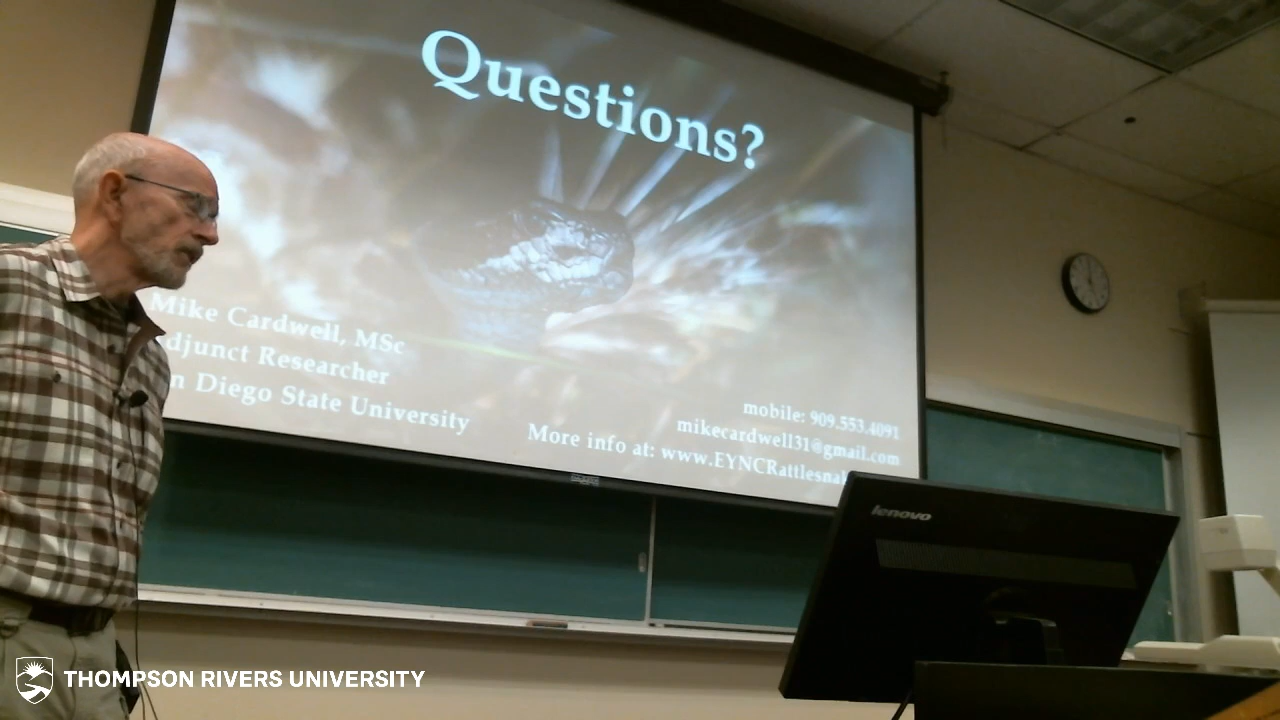 Questions?
Mike Cardwell, MSc
djunct Researcher
n Diego State University
mobile: 909.553.4091
mikecardwell31@gmail.com
More info at: www.EYNCRattlesna
lenovo
THOMPSON RIVERS UNIVERSITY